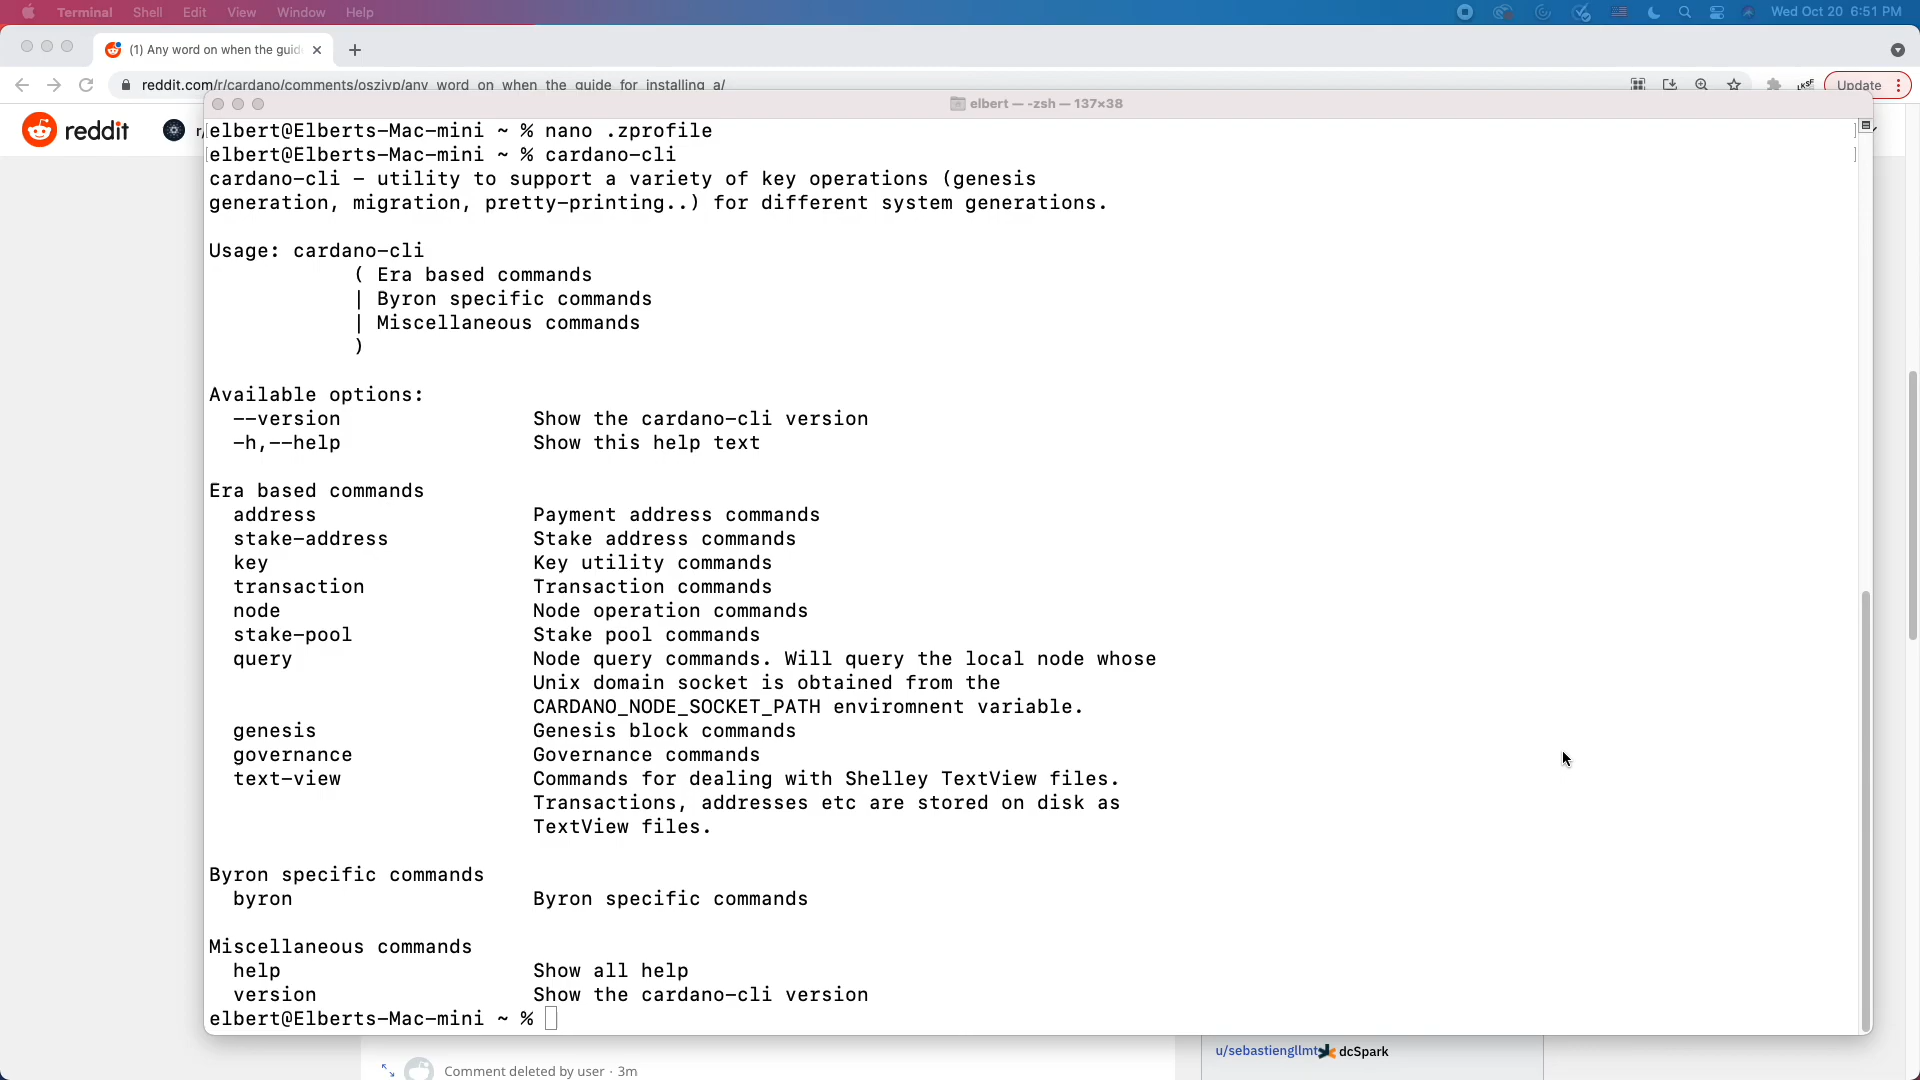 Terminal Shell Edit View Window Help
Wed Oct 20 6:51 PM
(1) Any word on when the guid
reddit.com/r/cardano/comments/oszivp/any_word_on_when_the_guide_for_installing_a/
Update
elbert — -zsh — 137×38
reddit
r/
elbert@Elberts-Mac-mini ~ % nano .zprofile
elbert@Elberts-Mac-mini ~ % cardano-cli
cardano-cli - utility to support a variety of key operations (genesis
generation, migration, pretty-printing..) for different system generations.
Usage: cardano-cli
( Era based commands
| Byron specific commands
| Miscellaneous commands
)
Available options:
--version Show the cardano-cli version
-h,--help Show this help text
Era based commands
address Payment address commands
stake-address Stake address commands
key Key utility commands
transaction Transaction commands
node Node operation commands
stake-pool Stake pool commands
query Node query commands. Will query the local node whose
Unix domain socket is obtained from the
CARDANO_NODE_SOCKET_PATH enviromnent variable.
genesis Genesis block commands
governance Governance commands
text-view Commands for dealing with Shelley TextView files.
Transactions, addresses etc are stored on disk as
TextView files.
Byron specific commands
byron Byron specific commands
Miscellaneous commands
help Show all help
version Show the cardano-cli version
elbert@Elberts-Mac-mini ~ %
u/sebastiengllmt dcSpark
Comment deleted by user · 3m